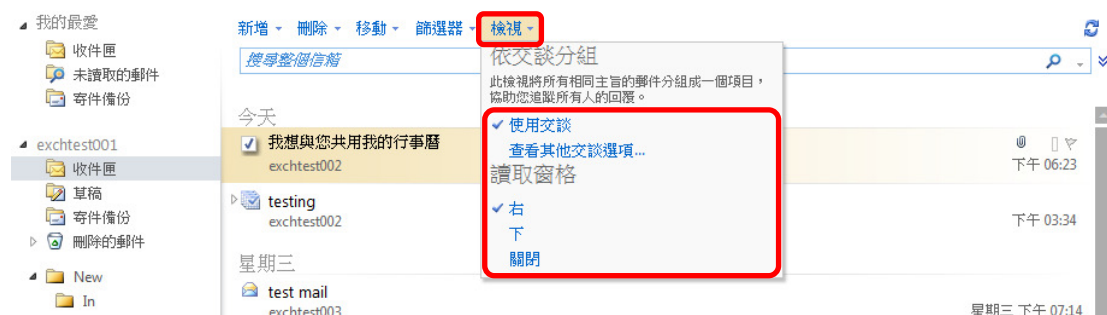 我的最愛
收件匣
未讀取的郵件
寄件備份
exchtest001
收件匣
草稿
寄件備份
刪除的郵件
New
In
新增 刪除 移動 篩選器 檢視
搜尋整個信箱
依交談分組
此檢視將所有相同主旨的郵件分組成一個項目，
協助您追蹤所有人的回覆。
使用交談
查看其他交談選項...
讀取窗格
右
下
關閉
今天
我想與您共用我的行事曆
exchtest002
下午 06:23
testing
exchtest002
下午 03:34
星期三
test mail
exchtest003
星期三 下午 07:14